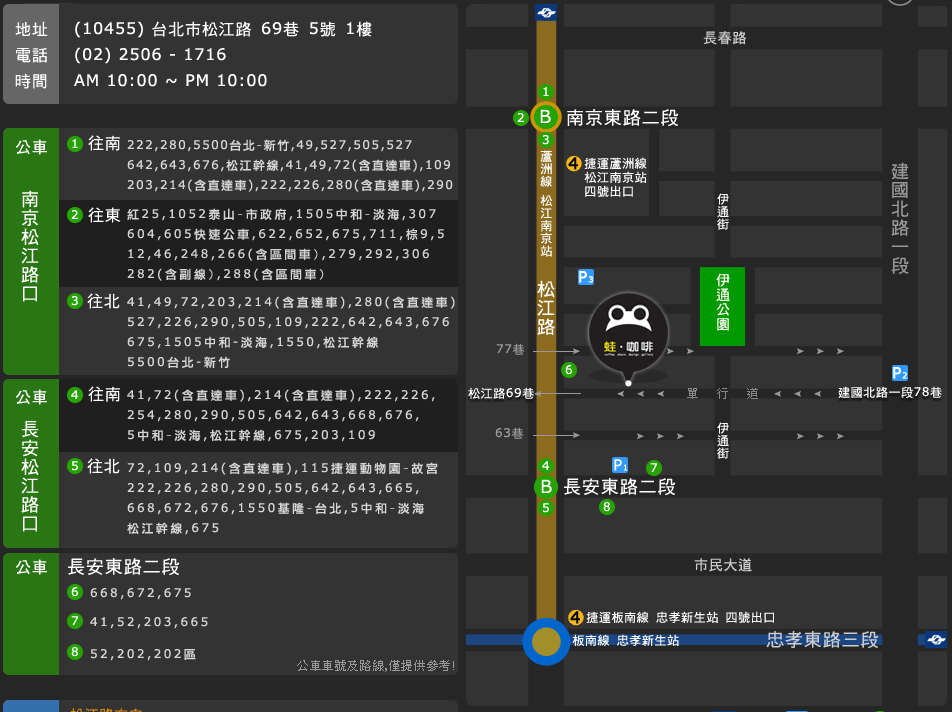 地址 (10455) 台北市松江路 69巷 5號 1樓
電話 (02) 2506 - 1716
時間 AM 10:00 ~ PM 10:00
公車
南京松江路口
1 往南 222,280,5500台北-新竹,49,527,505,527
642,643,676,松江幹線,41,49,72(含直達車),109
203,214(含直達車),222,226,280(含直達車),290
2 往東 紅25,1052泰山-市政府,1505中和-淡海,307
604,605快速公車,622,652,675,711,棕9,5
12,46,248,266(含區間車),279,292,306
282(含副線),288(含區間車)
3 往北 41,49,72,203,214(含直達車),280(含直達車)
527,226,290,505,109,222,642,643,676
675,1505中和-淡海,1550,松江幹線
5500台北-新竹
公車
長安松江路口
4 往南 41,72(含直達車),214(含直達車),222,226,
254,280,290,505,642,643,668,676,
5中和-淡海,松江幹線,675,203,109
5 往北 72,109,214(含直達車),115捷運動物園-故宮
222,226,280,290,505,642,643,665,
668,672,676,1550基隆-台北,5中和-淡海
松江幹線,675
公車 長安東路二段
6 668,672,675
7 41,52,203,665
8 52,202,202區
公車車號及路線,僅提供參考!
長春路
1
2 B 南京東路二段
3
蘆洲線 松江南京站
4 捷運蘆洲線
松江南京站
四號出口
伊通街
建國北路一段
P3
伊通公園
松江路
蛙·咖啡
77巷
6
P2
松江路69巷
單行道
建國北路一段78巷
63巷
伊通街
4
P1
7
B 長安東路二段
5
8
市民大道
4 捷運板南線 忠孝新生站 四號出口
板南線 忠孝新生站
忠孝東路三段